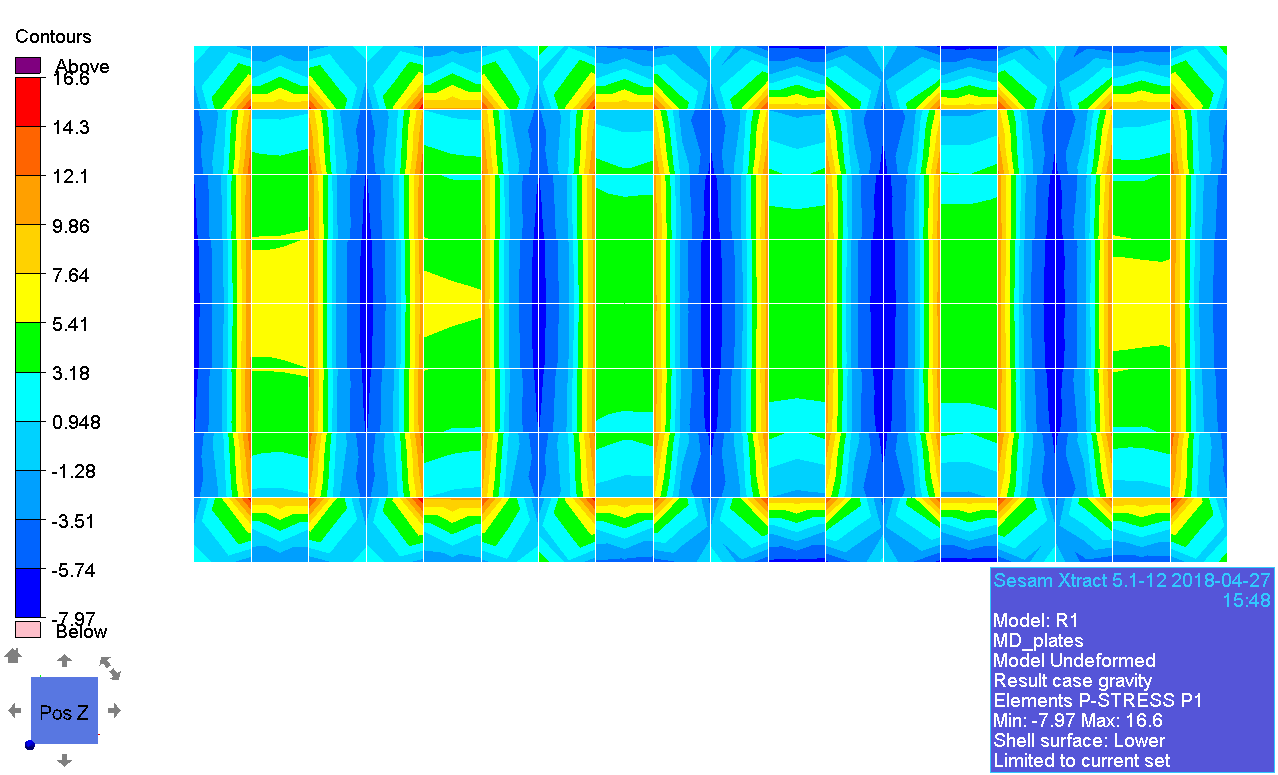 Contours
Above
16.6
14.3
12.1
9.86
7.64
5.41
3.18
0.948
-1.28
-3.51
-5.74
-7.97
Below
Pos Z
Sesam Xtract 5.1-12 2018-04-27
15:48
Model: R1
MD_plates
Model Undeformed
Result case gravity
Elements P-STRESS P1
Min: -7.97 Max: 16.6
Shell surface: Lower
Limited to current set